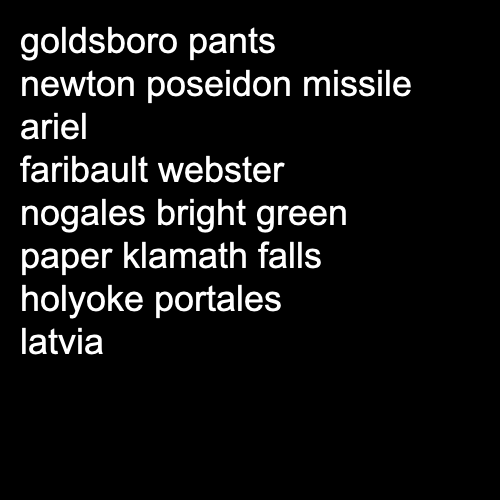 goldsboro pants
newton poseidon missile
ariel
faribault webster
nogales bright green
paper klamath falls
holyoke portales
latvia